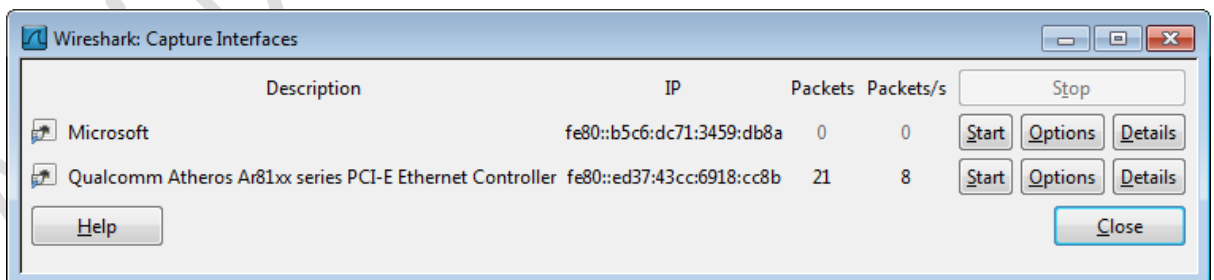 Wireshark: Capture Interfaces
Description IP Packets Packets/s Stop
Microsoft fe80::b5c6:dc71:3459:db8a 0 0 Start Options Details
Qualcomm Atheros Ar81xx series PCI-E Ethernet Controller fe80::ed37:43cc:6918:cc8b 21 8 Start Options Details
Help Close